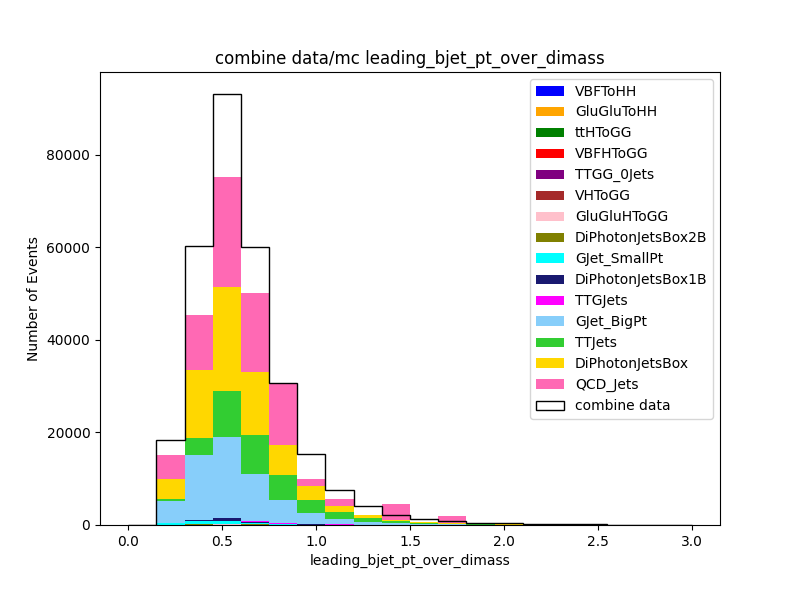 combine data/mc leading_bjet_pt_over_dimass
Number of Events
80000
60000
40000
20000
0
0.0 0.5 1.0 1.5 2.0 2.5 3.0
leading_bjet_pt_over_dimass
VBFToHH
GluGluToHH
ttHToGG
VBFHToGG
TTGG_0Jets
VHToGG
GluGluHToGG
DiPhotonJetsBox2B
GJet_SmallPt
DiPhotonJetsBox1B
TTGJets
GJet_BigPt
TTJets
DiPhotonJetsBox
QCD_Jets
combine data